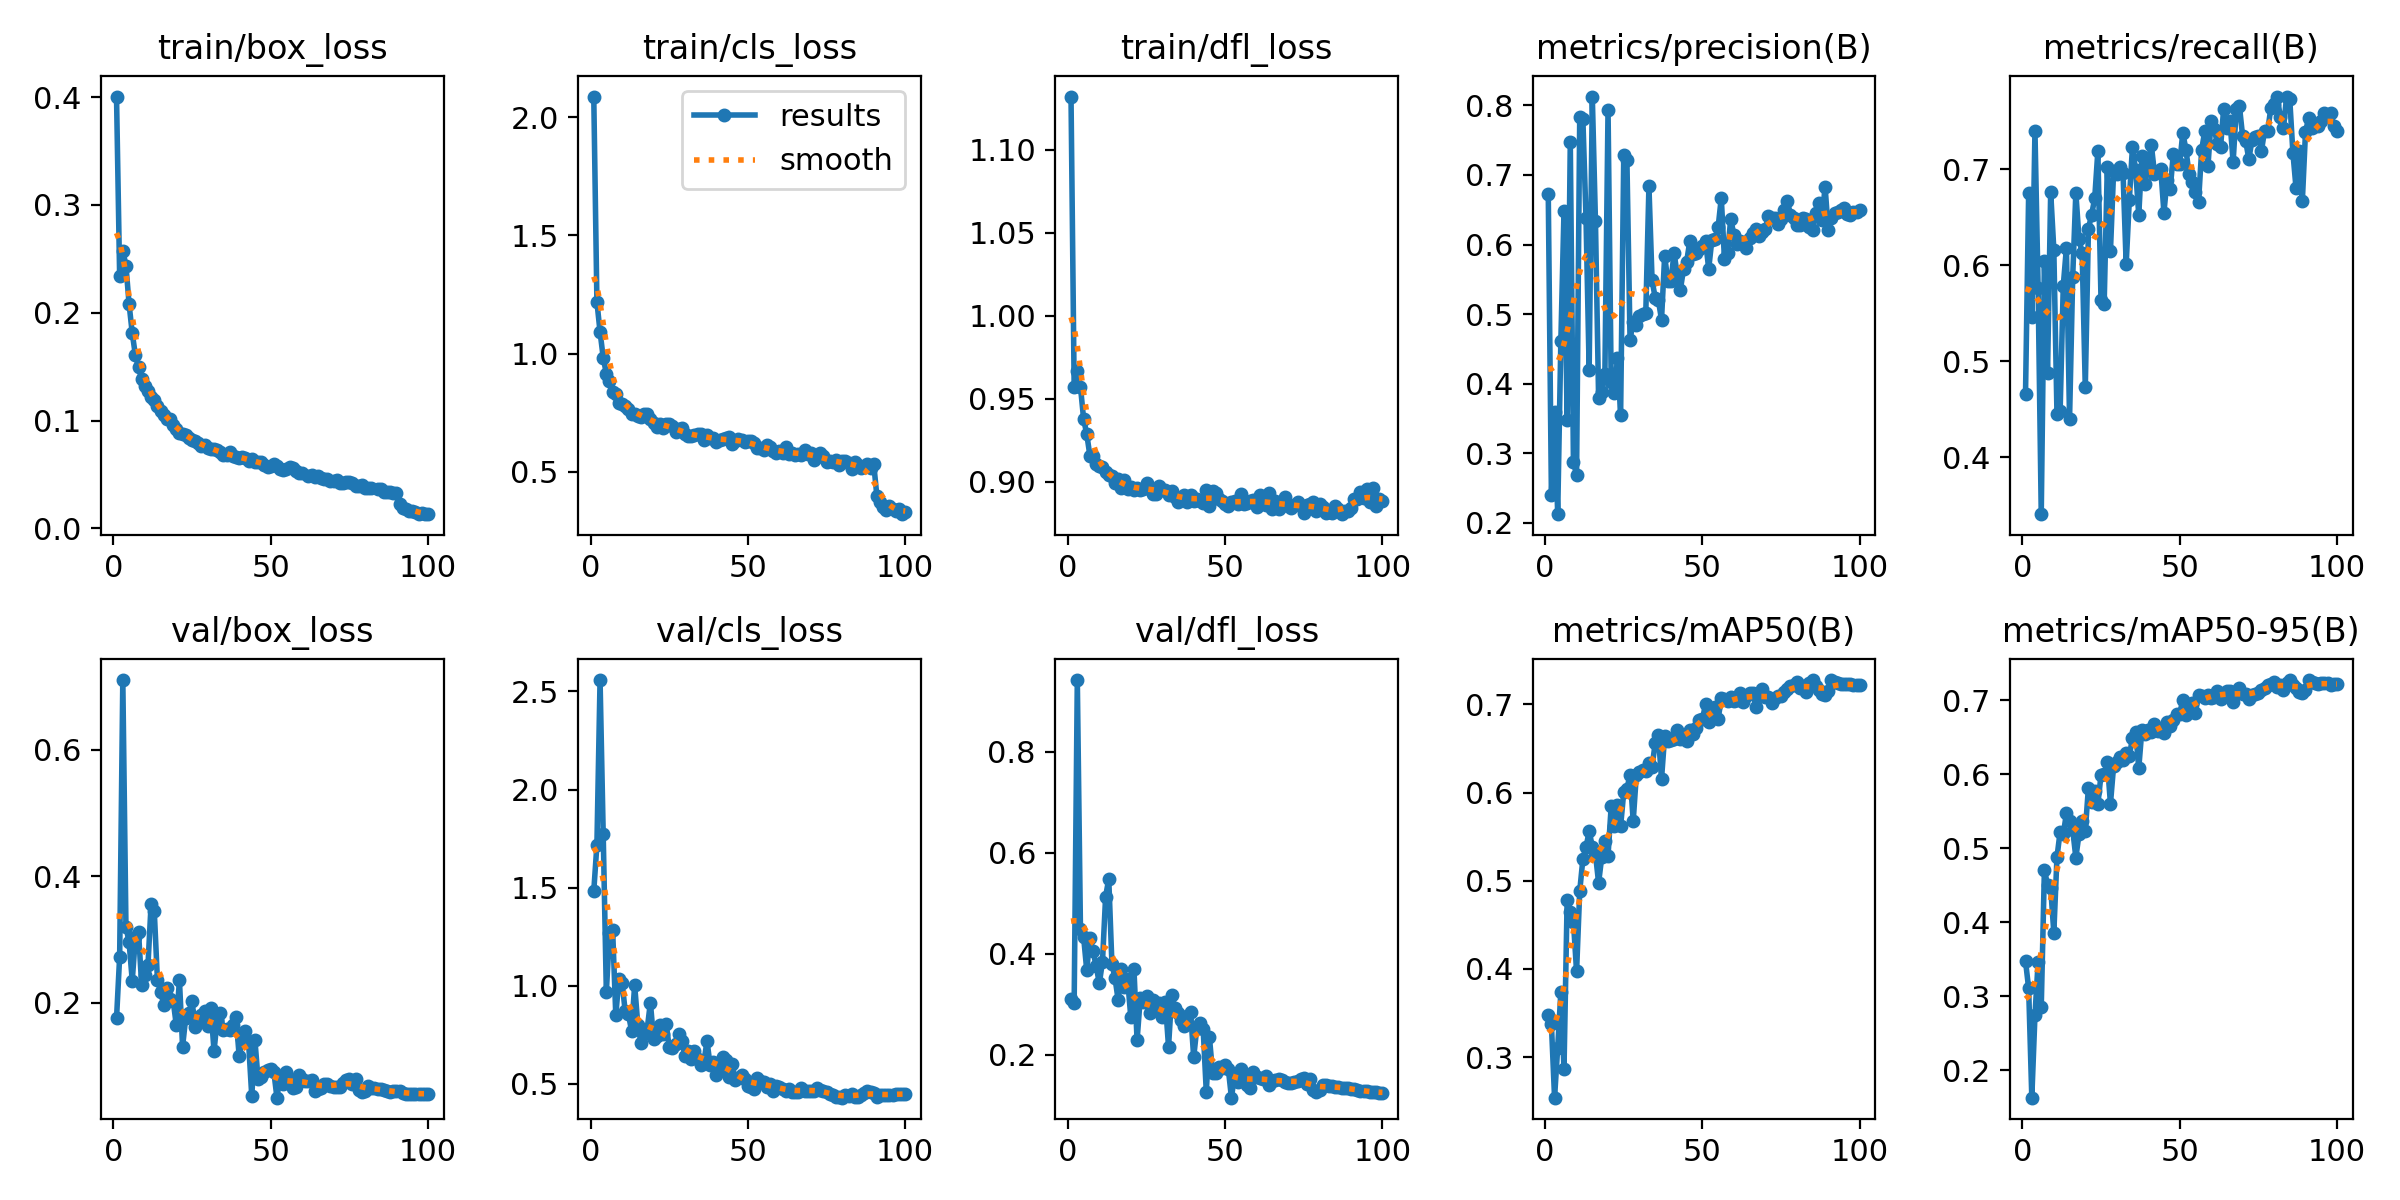 train/box_loss
0.4
0.3
0.2
0.1
0.0
0 50 100
train/cls_loss
results
smooth
2.0
1.5
1.0
0.5
0 50 100
train/dfl_loss
1.10
1.05
1.00
0.95
0.90
0 50 100
metrics/precision(B)
0.8
0.7
0.6
0.5
0.4
0.3
0.2
0 50 100
metrics/recall(B)
0.7
0.6
0.5
0.4
0 50 100
val/box_loss
0.6
0.4
0.2
0 50 100
val/cls_loss
2.5
2.0
1.5
1.0
0.5
0 50 100
val/dfl_loss
0.8
0.6
0.4
0.2
0 50 100
metrics/mAP50(B)
0.7
0.6
0.5
0.4
0.3
0 50 100
metrics/mAP50-95(B)
0.7
0.6
0.5
0.4
0.3
0.2
0 50 100